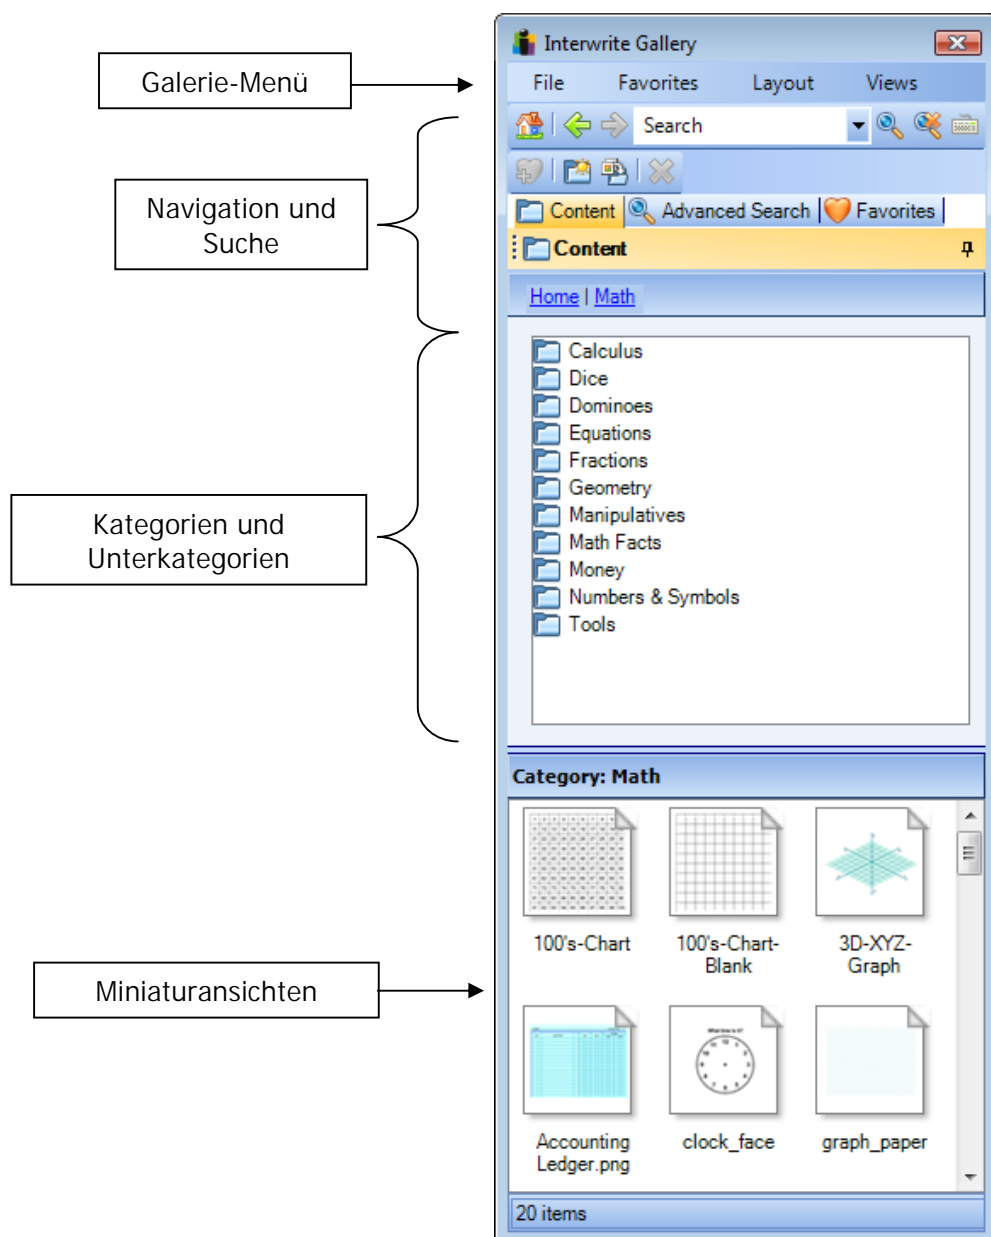 Galerie-Menü
Navigation und
Suche
Kategorien und
Unterkategorien
Miniaturansichten
Interwrite Gallery
File Favorites Layout Views
Search
Content Advanced Search Favorites
Content
Home | Math
Calculus
Dice
Dominoes
Equations
Fractions
Geometry
Manipulatives
Math Facts
Money
Numbers & Symbols
Tools
Category: Math
100's-Chart 100's-Chart- 3D-XYZ-
Blank Graph
Accounting clock_face graph_paper
Ledger.png
20 items